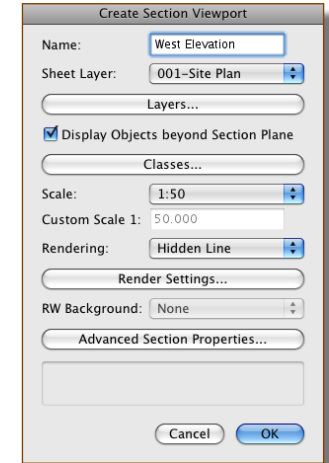 Create Section Viewport
Name: West Elevation
Sheet Layer: 001-Site Plan
Layers...
Display Objects beyond Section Plane
Classes...
Scale: 1:50
Custom Scale 1: 50.000
Rendering: Hidden Line
Render Settings...
RW Background: None
Advanced Section Properties...
Cancel OK